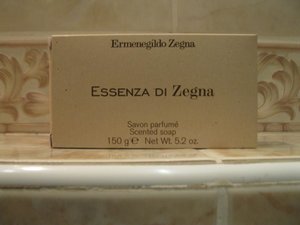 Ermenegildo Zegna
ESSENZA DI Zegna
Savon parfumé
Scented soap
150 g ℮ Net Wt. 5.2 oz.